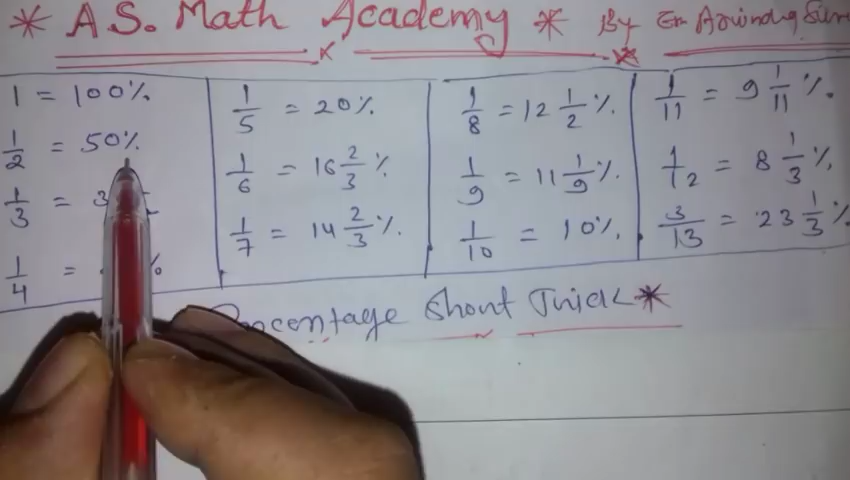 * A.S. Math Academy * By Er Arvind
1 = 100%
1/2 = 50%
1/3 = 3
1/4 = %
1/5 = 20%
1/6 = 16 2/3 %
1/7 = 14 2/3 %.
1/8 = 12 1/2 %.
1/9 = 11 1/9 %.
1/10 = 10%.
1/11 = 9 1/11 %.
1/12 = 8 1/3 %
3/13 = 23 1/3 %
Percentage Short Trick *